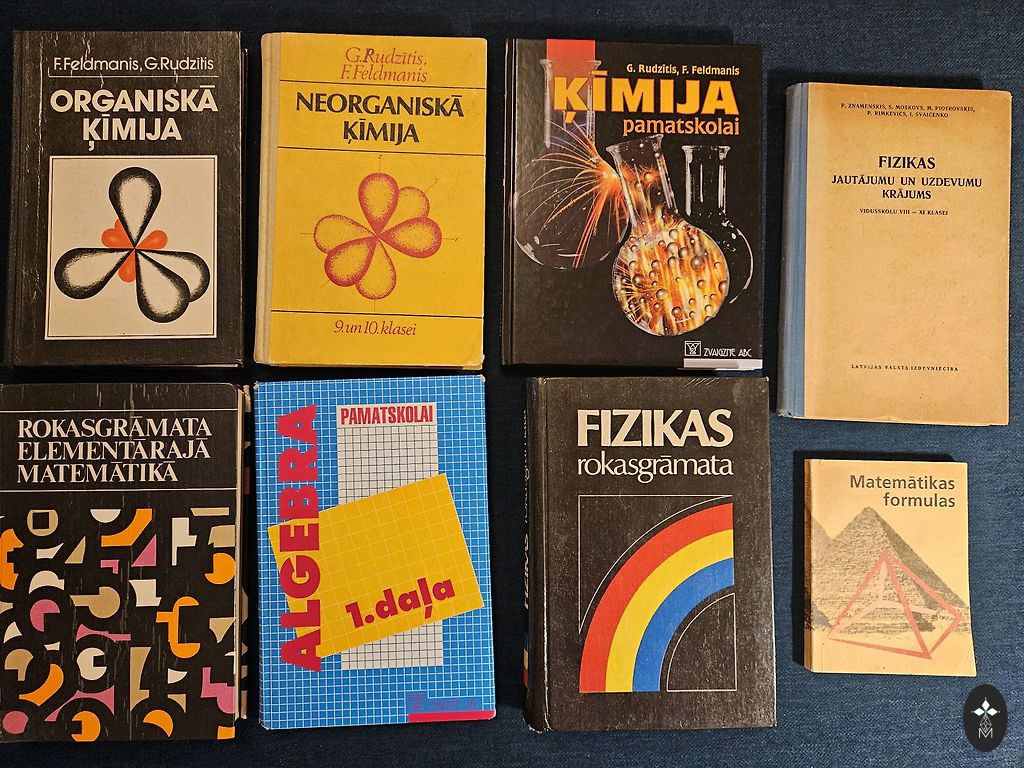 F. Feldmanis, G. Rudzītis
ORGANISKĀ
ĶĪMIJA
G. Rudzītis,
F. Feldmanis
NEORGANISKĀ
ĶĪMIJA
z
x
9. un 10. klasei
G. RUDZĪTIS, F. FELDMANIS
ĶĪMIJA
pamatskolai
ZVAIGZNE ABC
P. ZNAMENSKIS, S. MOŠKOVS, M. PIOTROVSKIS,
P. RIMKEVIČS, I. ŠVAIČENKO
FIZIKAS
JAUTĀJUMU UN UZDEVUMU
KRĀJUMS
VIDUSSKOLU VIII — XI KLASEI
LATVIJAS VALSTS IZDEVNIECĪBA
ROKASGRĀMATA
ELEMENTĀRAJĀ
MATEMĀTIKĀ
PAMATSKOLAI
ALGEBRA
1. daļa
FIZIKAS
rokasgrāmata
Matemātikas
formulas
M